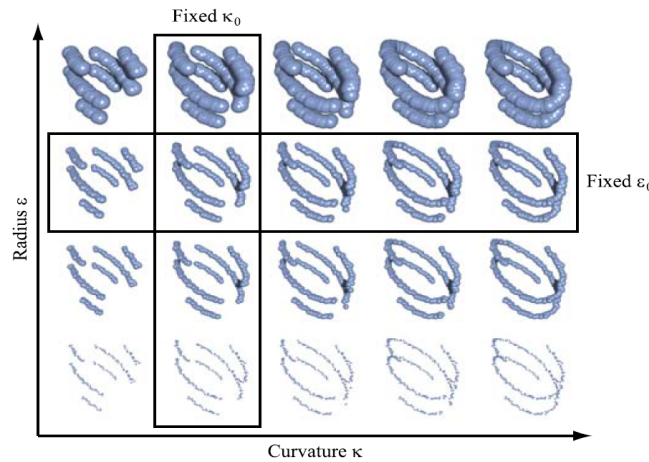 Fixed κ₀
Fixed ε₀
Radius ε
Curvature κ